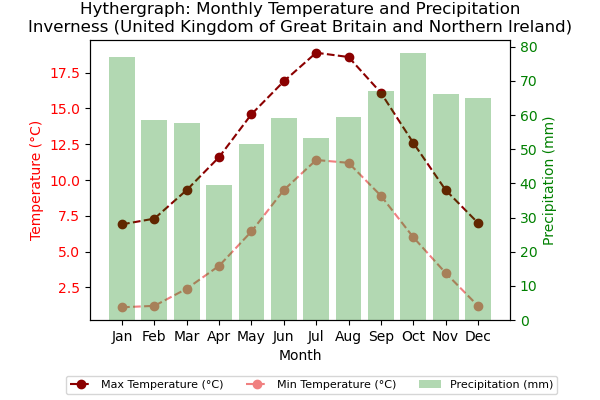 Hythergraph: Monthly Temperature and Precipitation
Inverness (United Kingdom of Great Britain and Northern Ireland)
Temperature (°C)
17.5
15.0
12.5
10.0
7.5
5.0
2.5
80
70
60
50
40
30
20
10
0
Precipitation (mm)
Jan Feb Mar Apr May Jun Jul Aug Sep Oct Nov Dec
Month
Max Temperature (°C) Min Temperature (°C) Precipitation (mm)